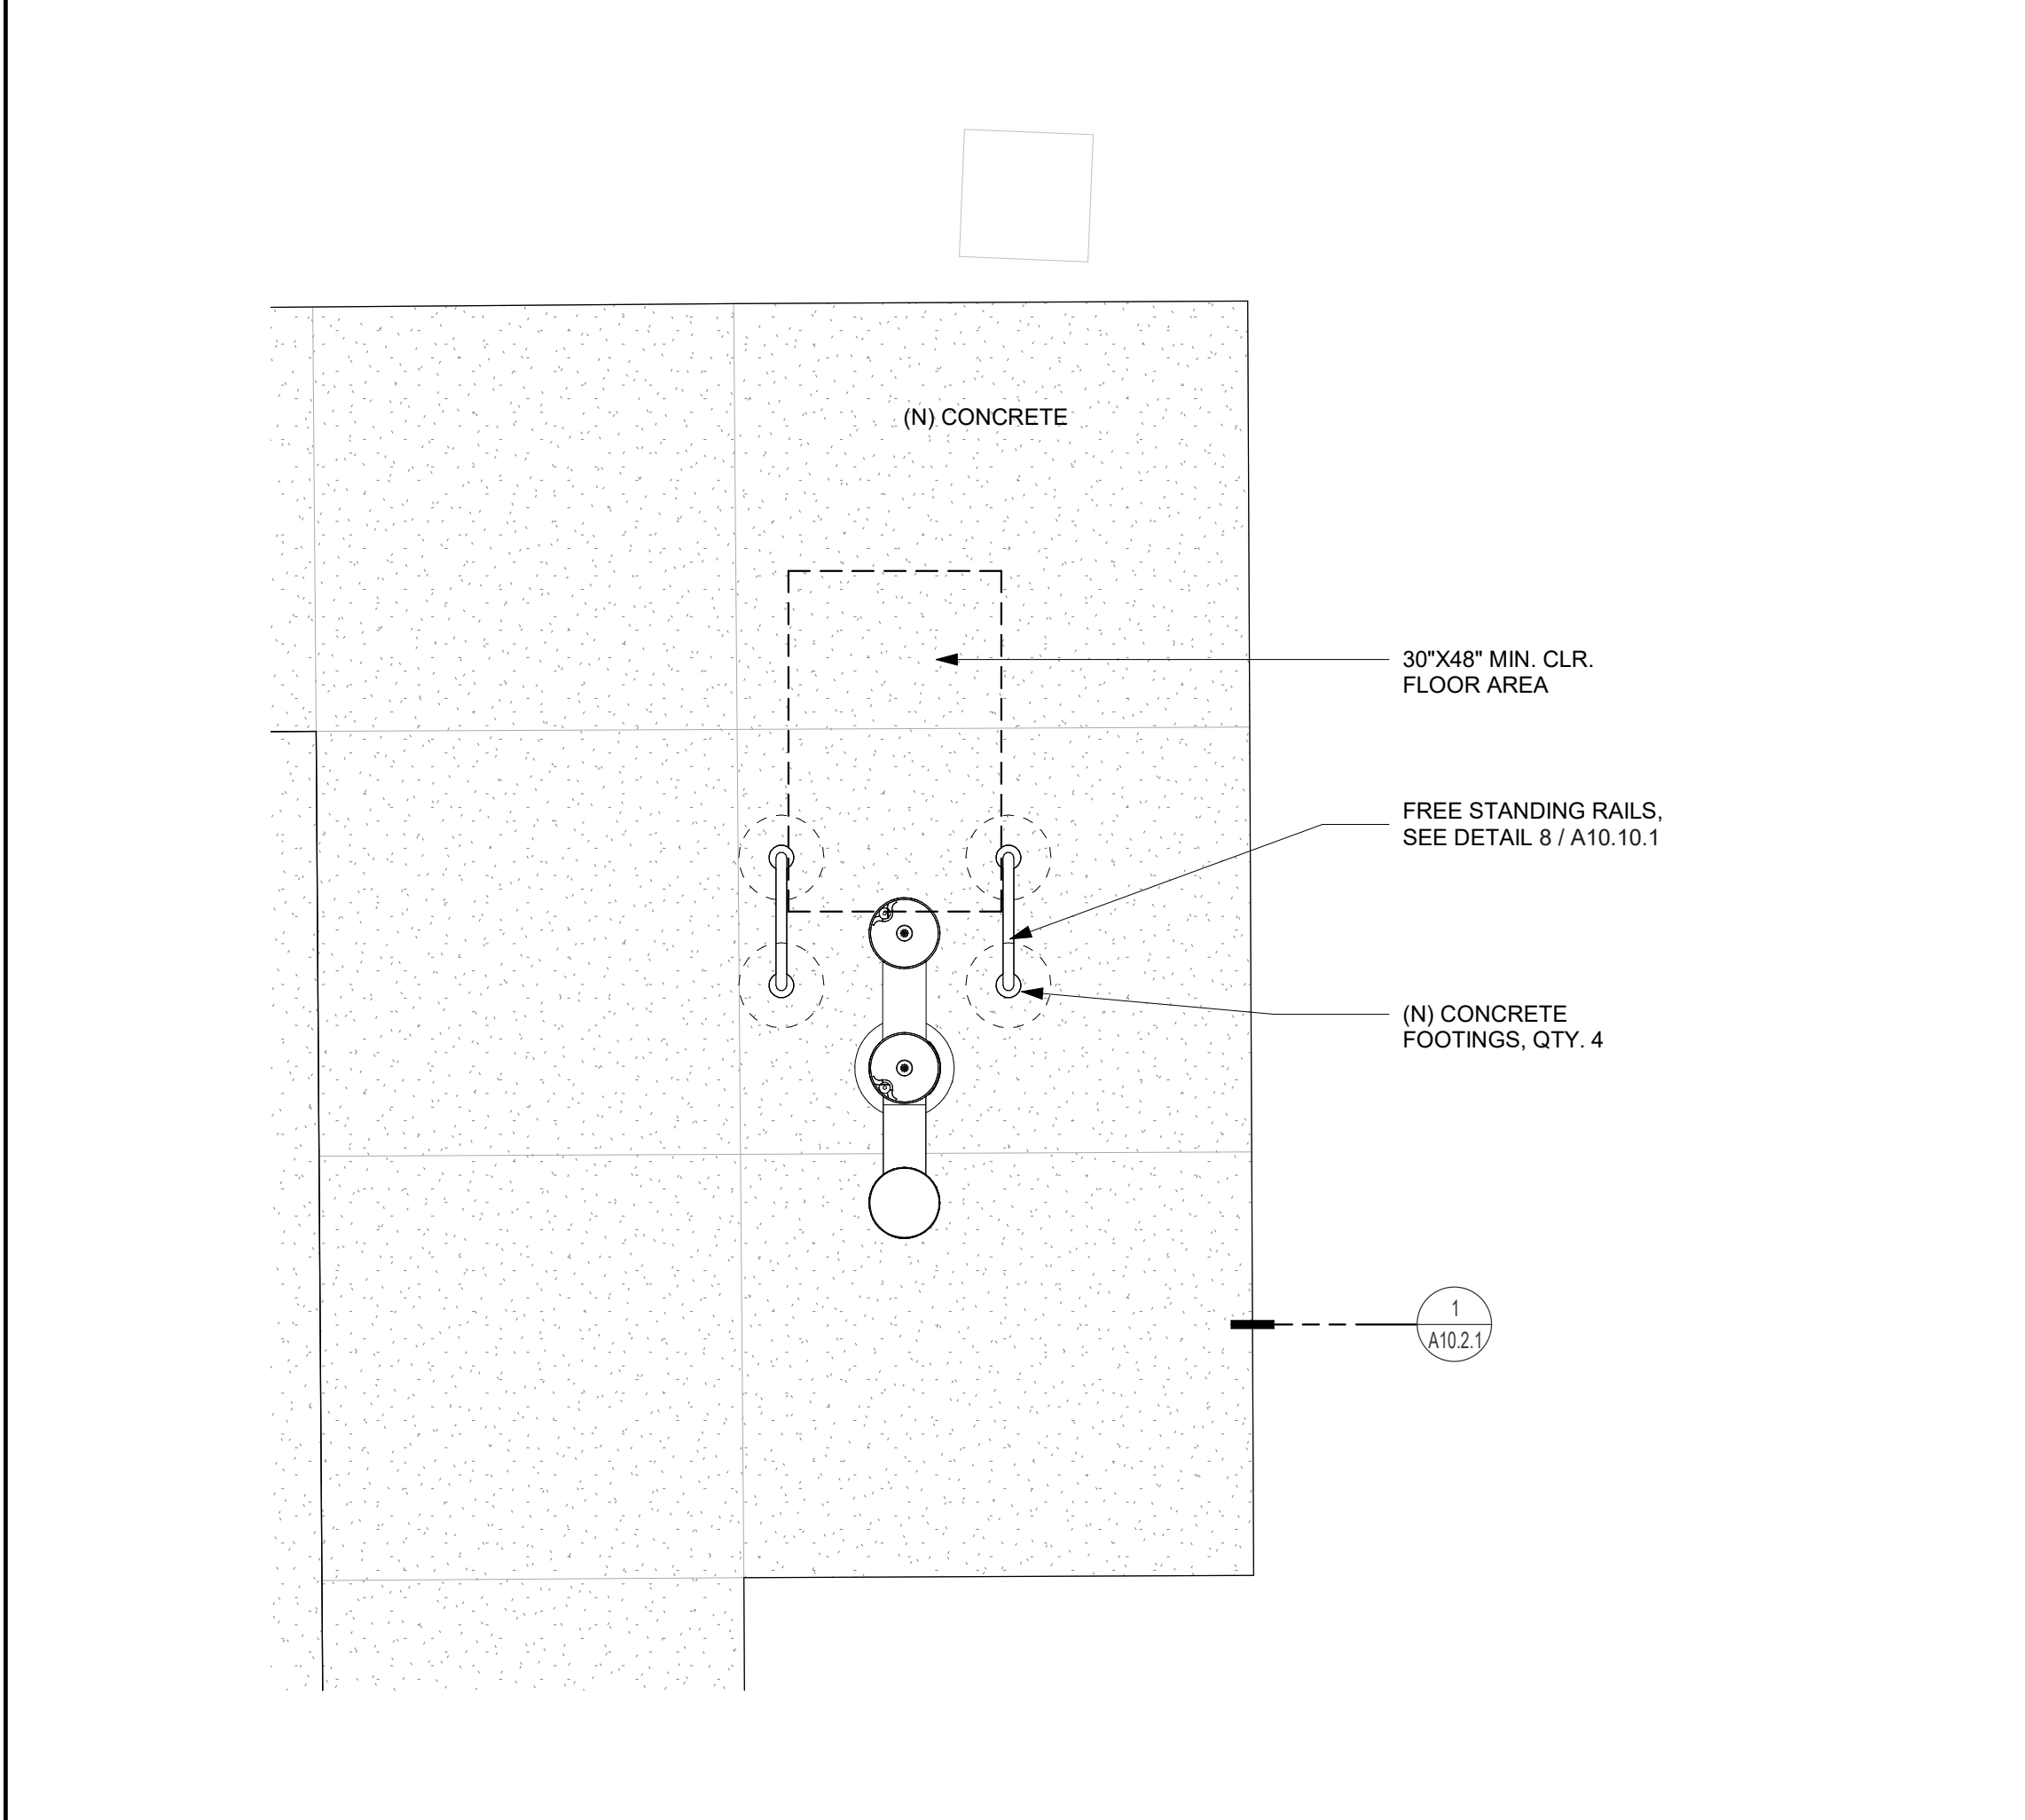 (N) CONCRETE
30"X48" MIN. CLR.
FLOOR AREA
FREE STANDING RAILS,
SEE DETAIL 8 / A10.10.1
(N) CONCRETE
FOOTINGS, QTY. 4
1
A10.2.1